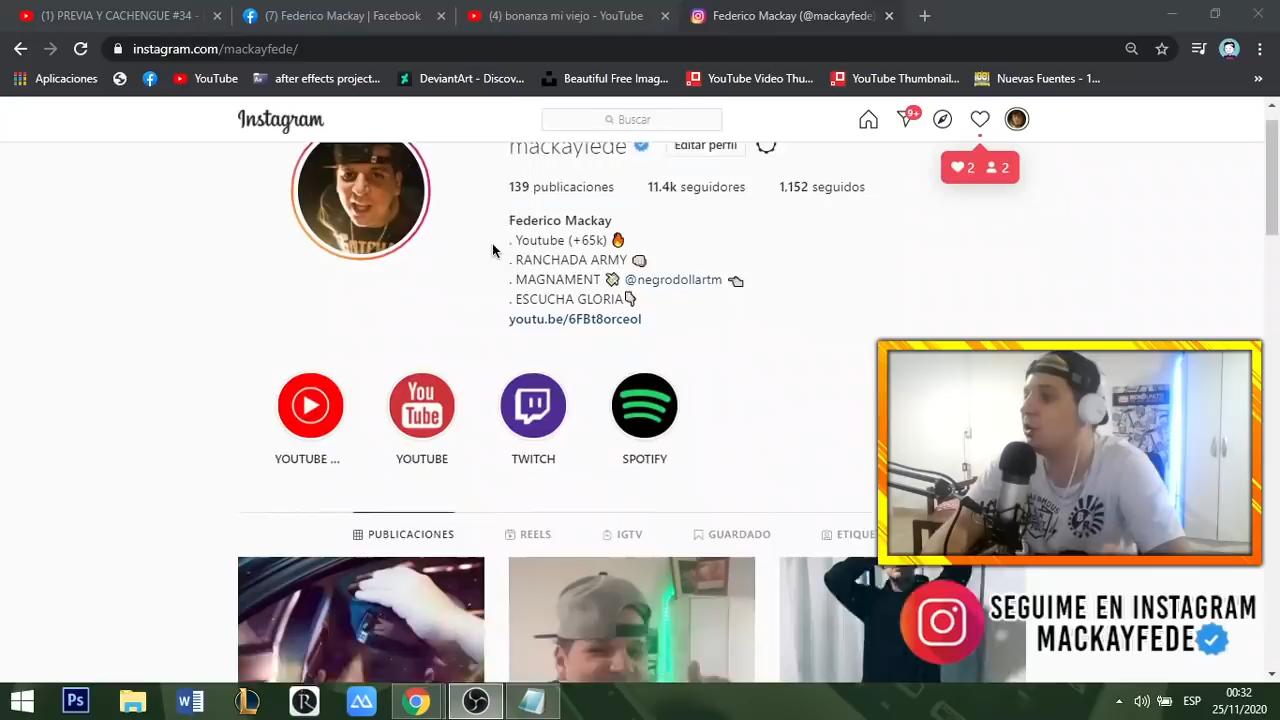 (1) PREVIA Y CACHENGUE #34 -
(7) Federico Mackay | Facebook
(4) bonanza mi viejo - YouTube
Federico Mackay (@mackayfede)
instagram.com/mackayfede/
Aplicaciones
YouTube
after effects project...
DeviantArt - Discov...
Beautiful Free Imag...
YouTube Video Thu...
YouTube Thumbnail...
Nuevas Fuentes - 1...
»
Instagram
Buscar
9+
mackayfede
Editar perfil
2 2
139 publicaciones
11.4k seguidores
1.152 seguidos
Federico Mackay
. Youtube (+65k) 🔥
. RANCHADA ARMY 👊
. MAGNAMENT 💸 @negrodollartm 👈
. ESCUCHA GLORIA👇
youtu.be/6FBt8orceoI
You
Tube
YOUTUBE ...
YOUTUBE
TWITCH
SPOTIFY
PUBLICACIONES
REELS
IGTV
GUARDADO
ETIQUE
SEGUIME EN INSTAGRAM
MACKAYFEDE
Ps
ESP
00:32
25/11/2020